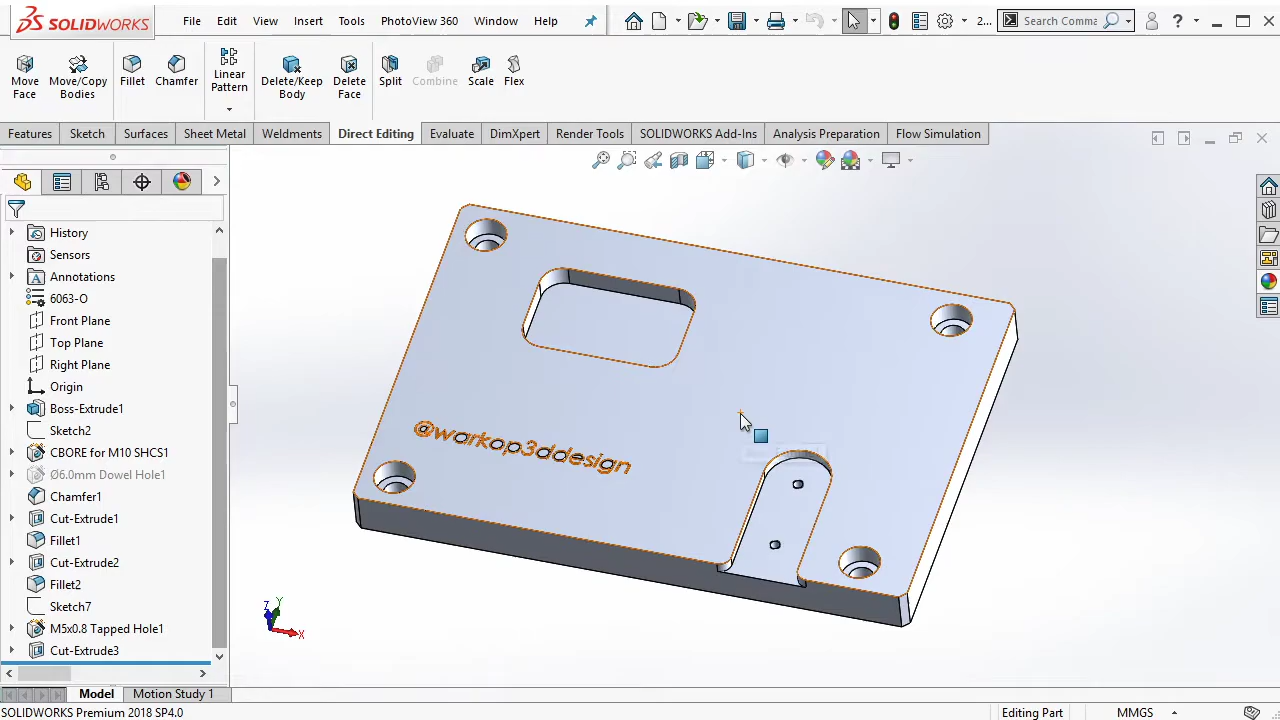 SOLIDWORKS File Edit View Insert Tools PhotoView 360 Window Help 2... Search Comma
Move Face
Move/Copy Bodies
Fillet
Chamfer
Linear Pattern
Delete/Keep Body
Delete Face
Split
Combine
Scale
Flex
Features Sketch Surfaces Sheet Metal Weldments Direct Editing Evaluate DimXpert Render Tools SOLIDWORKS Add-Ins Analysis Preparation Flow Simulation
History
Sensors
Annotations
6063-O
Front Plane
Top Plane
Right Plane
Origin
Boss-Extrude1
Sketch2
CBORE for M10 SHCS1
Ø6.0mm Dowel Hole1
Chamfer1
Cut-Extrude1
Fillet1
Cut-Extrude2
Fillet2
Sketch7
M5x0.8 Tapped Hole1
Cut-Extrude3
@warkop3ddesign
Z Y X
Model Motion Study 1
SOLIDWORKS Premium 2018 SP4.0 Editing Part MMGS